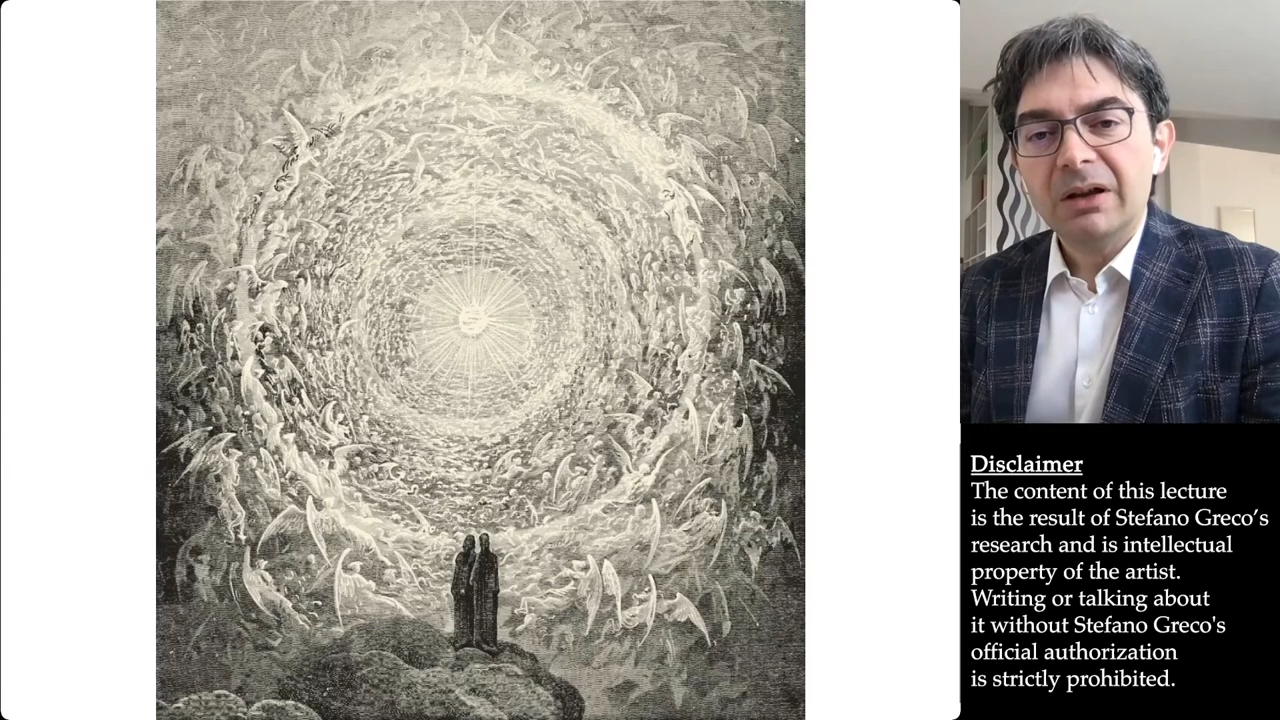 Disclaimer
The content of this lecture
is the result of Stefano Greco’s
research and is intellectual
property of the artist.
Writing or talking about
it without Stefano Greco's
official authorization
is strictly prohibited.